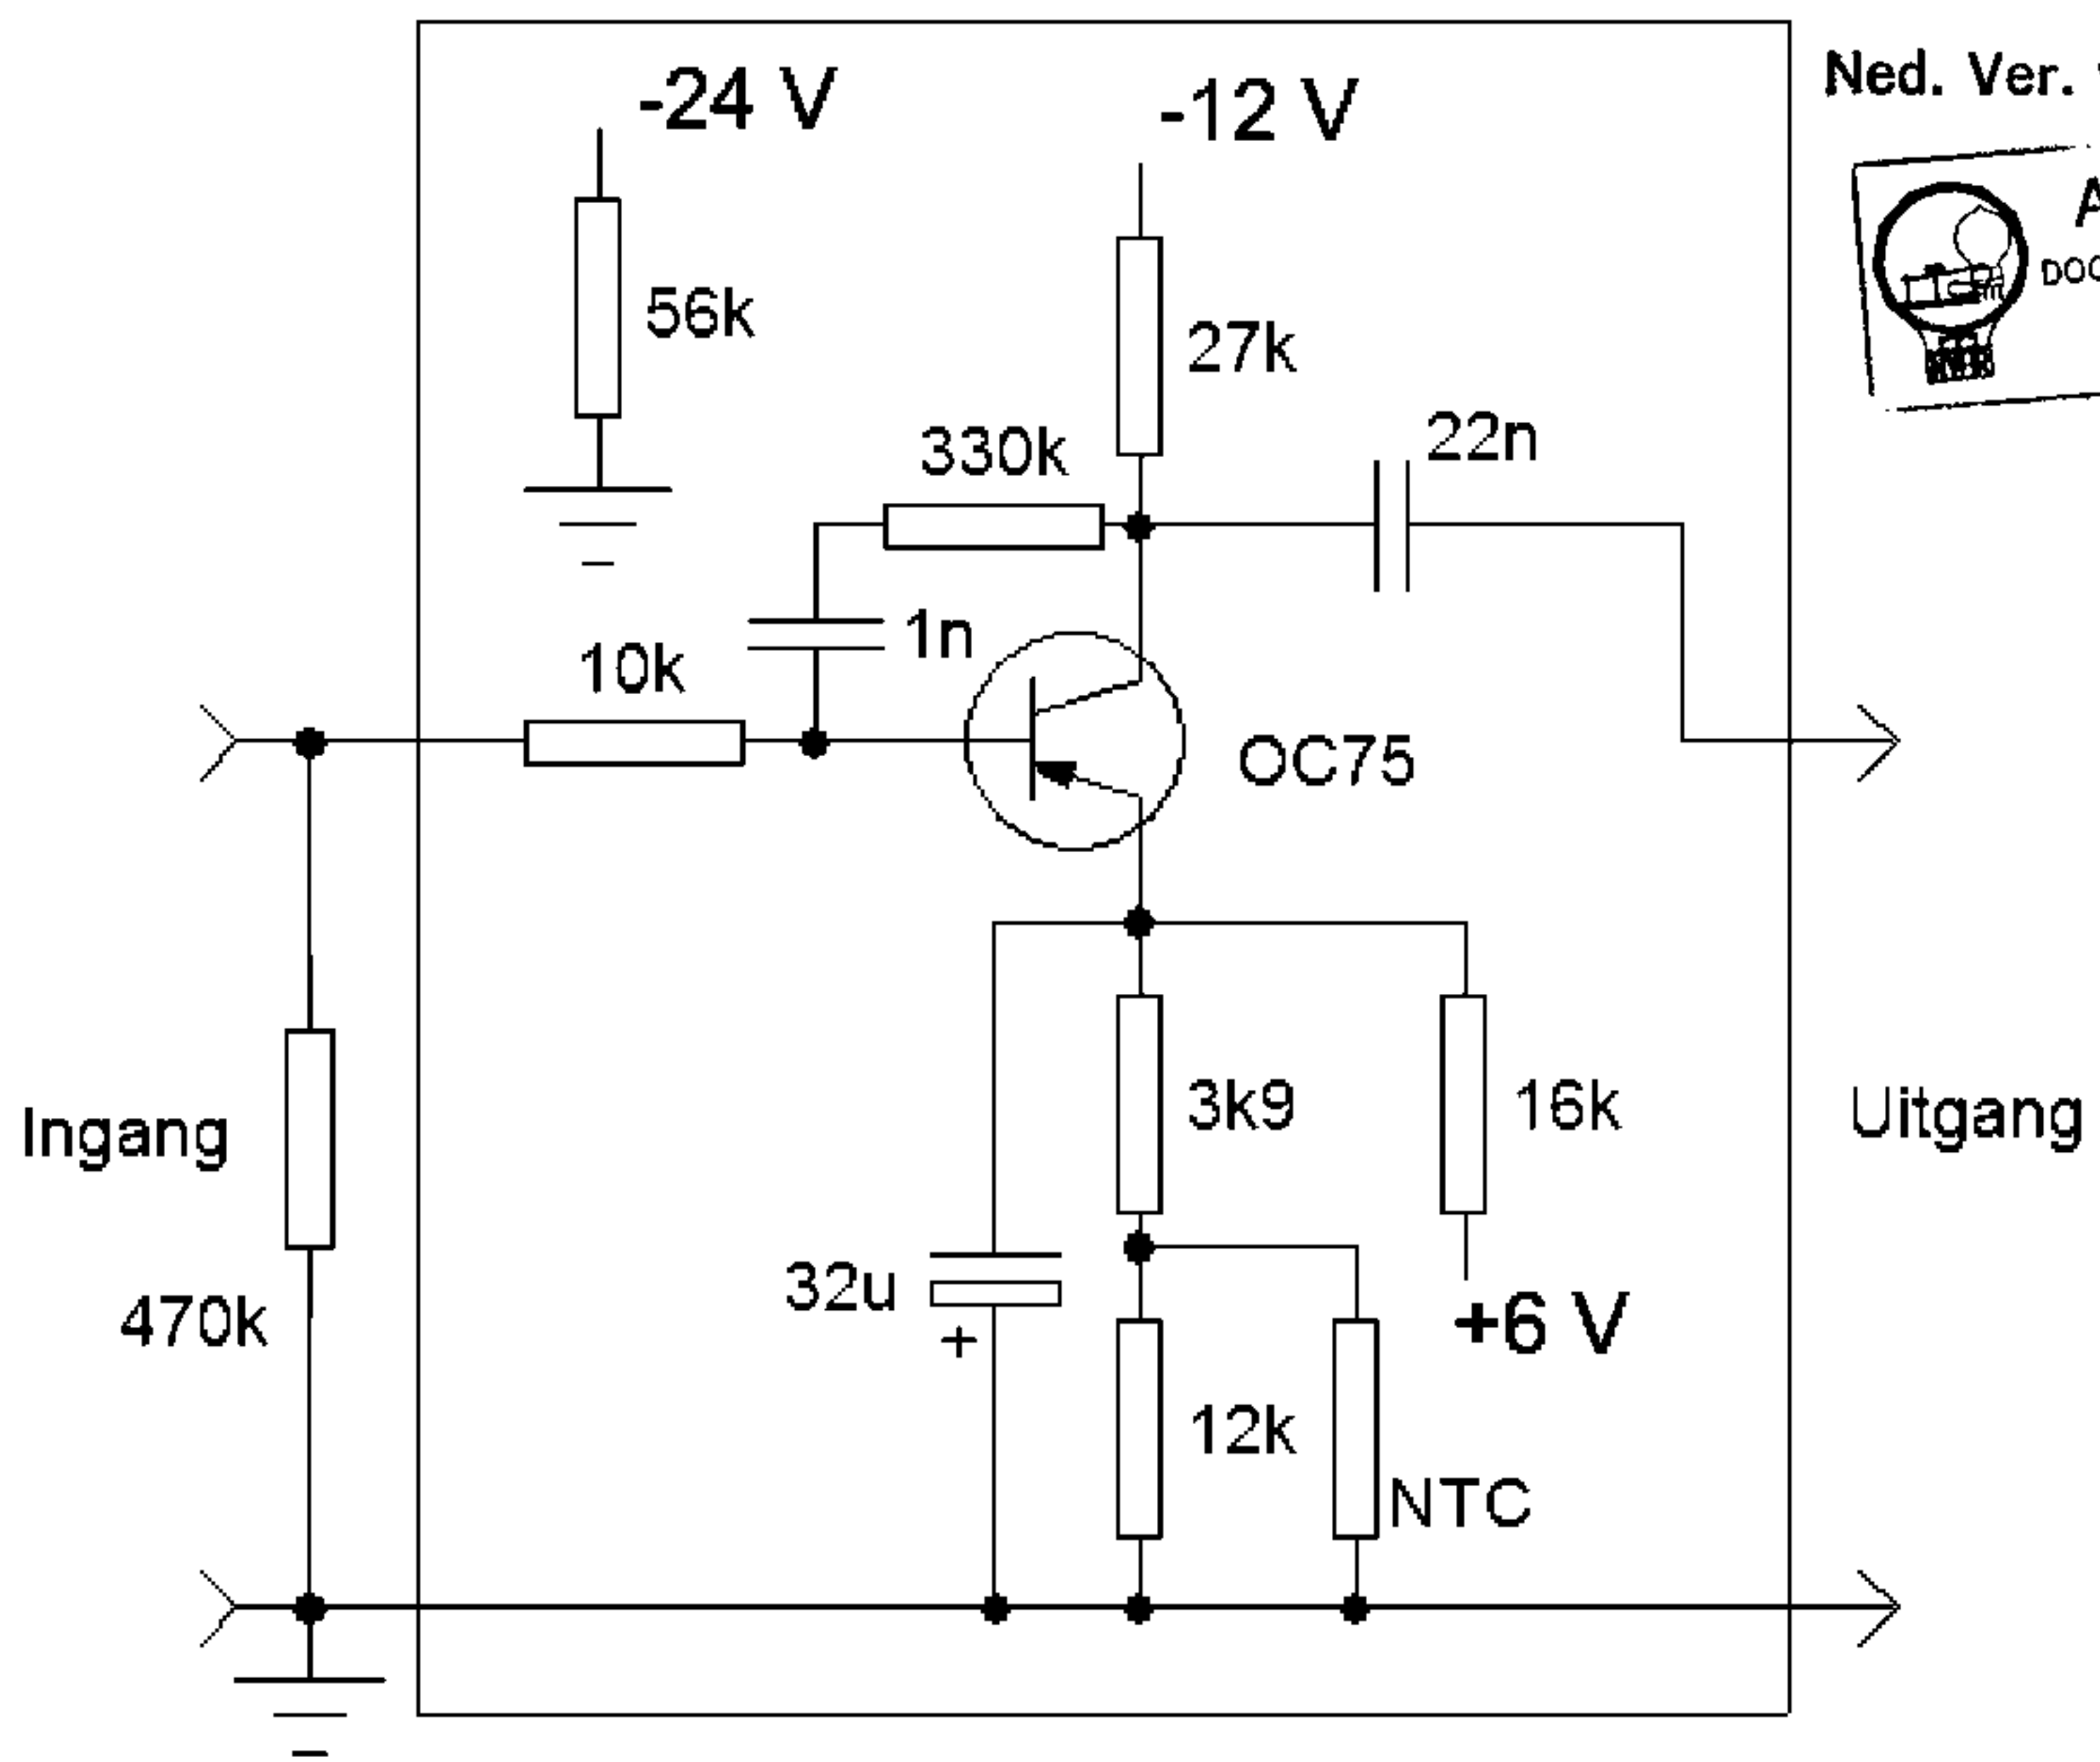 -24 V
-12 V
Ned. Ver.
56k
27k
22n
330k
1n
10k
OC75
Ingang
470k
3k9
16k
Uitgang
32u
+
+6 V
12k
NTC